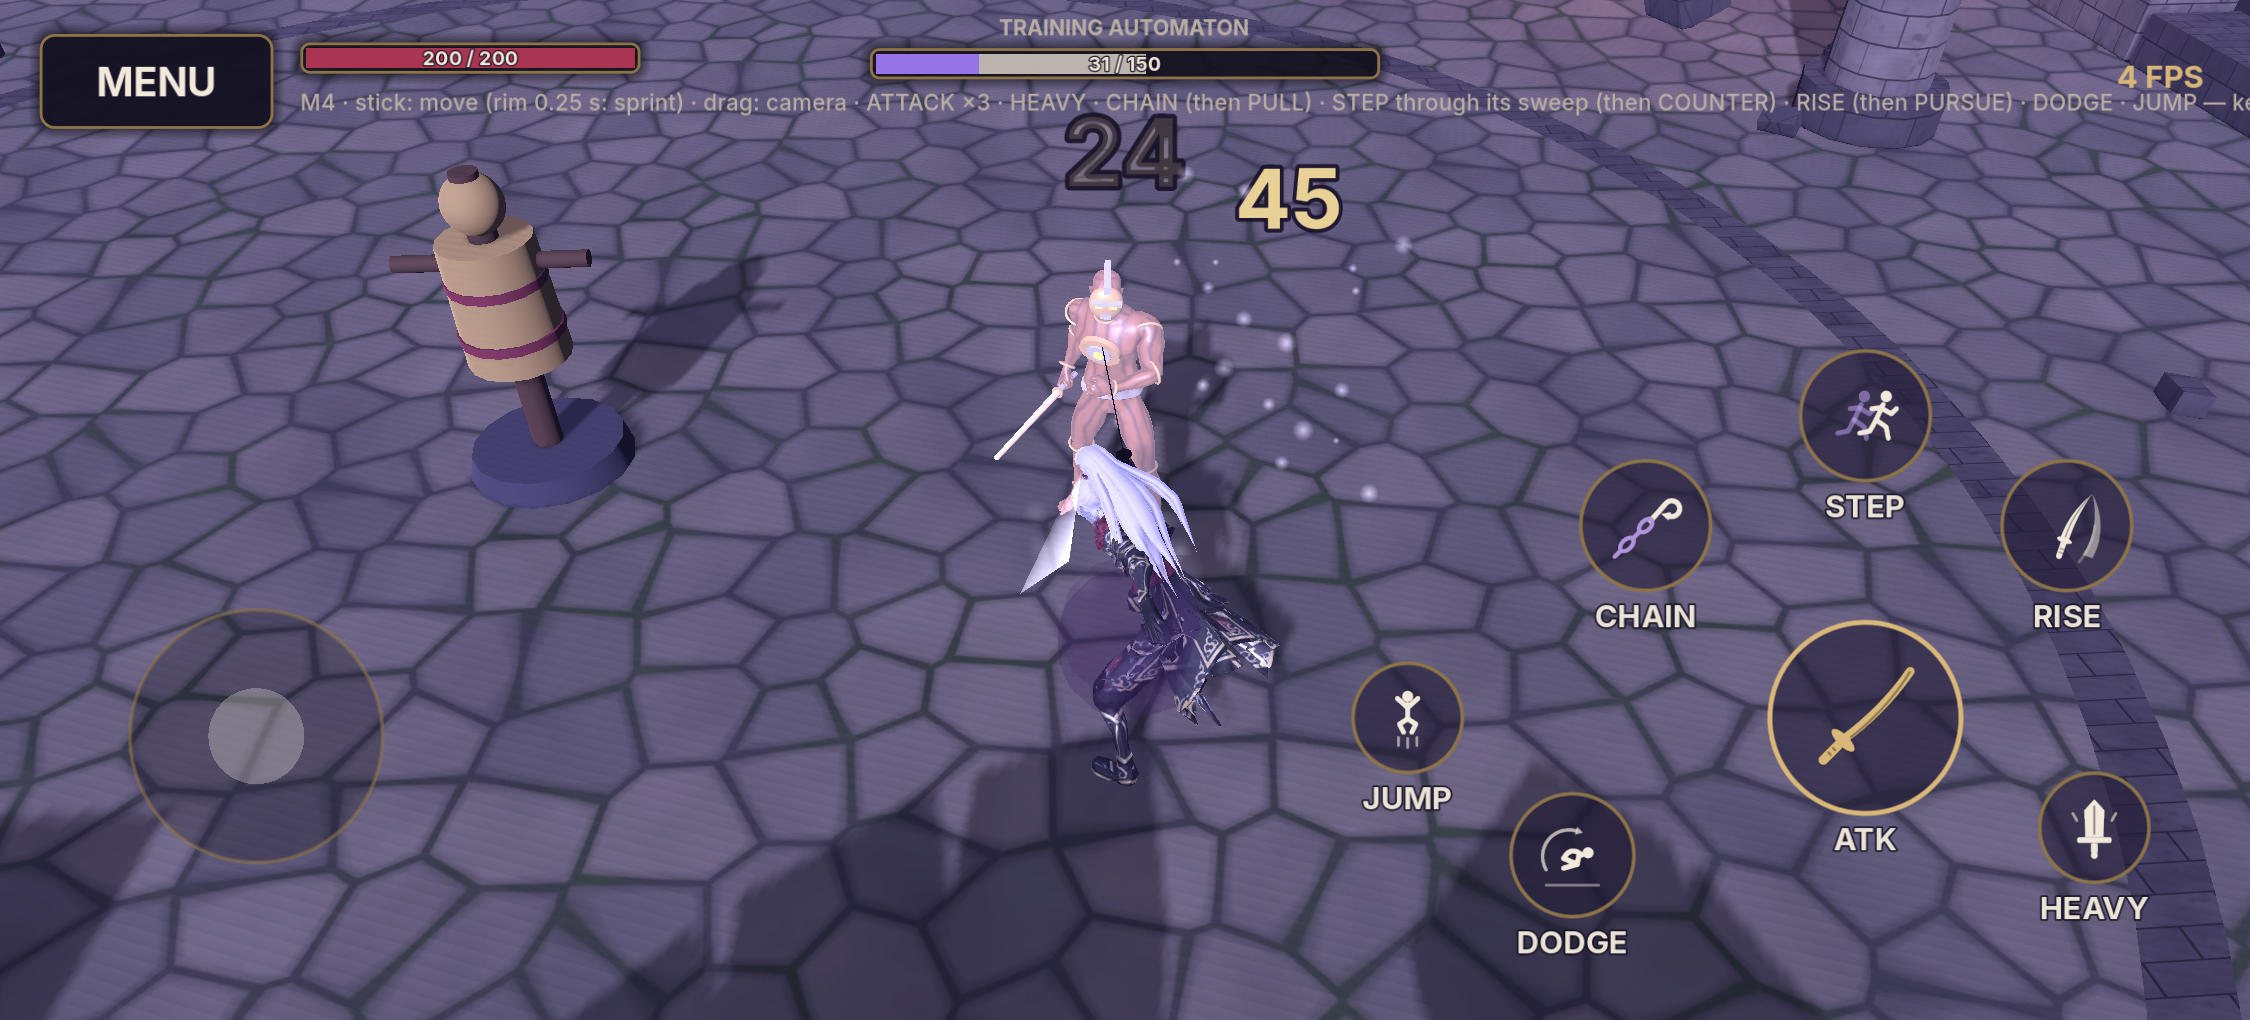 TRAINING AUTOMATON
MENU
200 / 200
31 / 150
4 FPS
M4 · stick: move (rim 0.25 s: sprint) · drag: camera · ATTACK ×3 · HEAVY · CHAIN (then PULL) · STEP through its sweep (then COUNTER) · RISE (then PURSUE) · DODGE · JUMP —
24
45
STEP
CHAIN
RISE
JUMP
ATK
HEAVY
DODGE